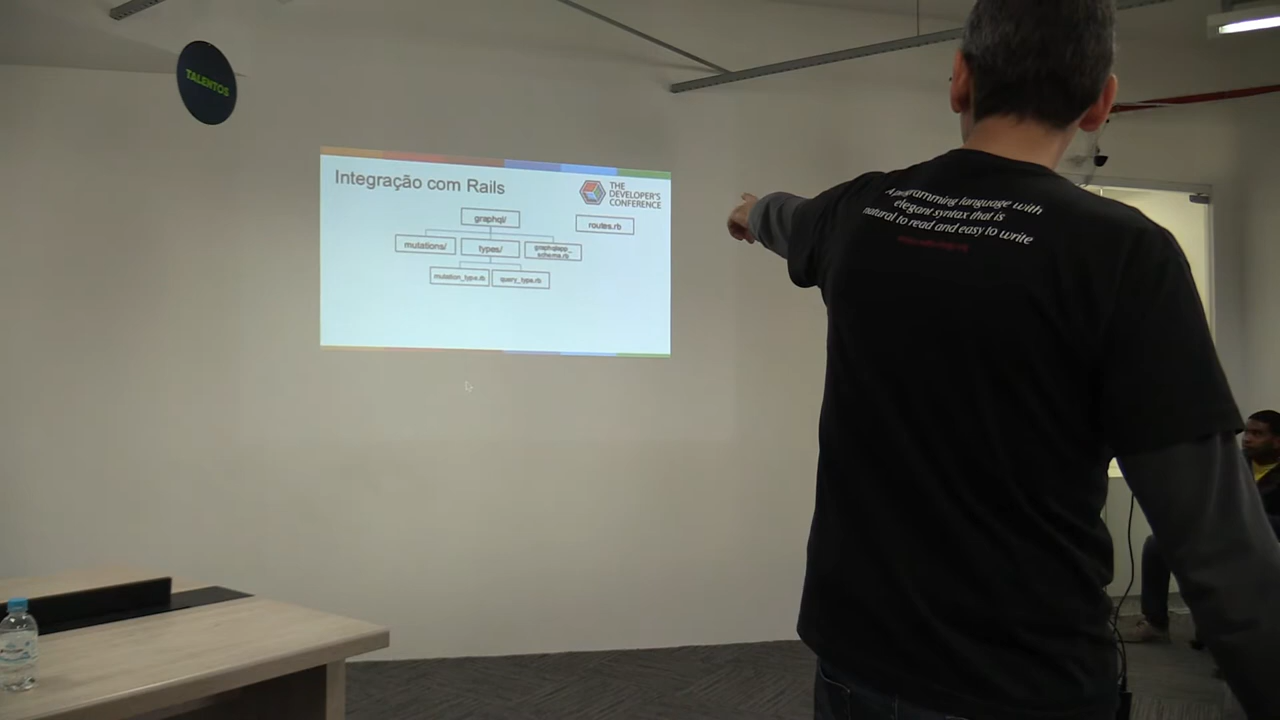 TALENTOS
Integração com Rails
THE
DEVELOPER'S
CONFERENCE
graphql/
routes.rb
mutations/
types/
graphqlapp_
schema.rb
mutation_type.rb
query_type.rb
A programming language with
elegant syntax that is
natural to read and easy to write